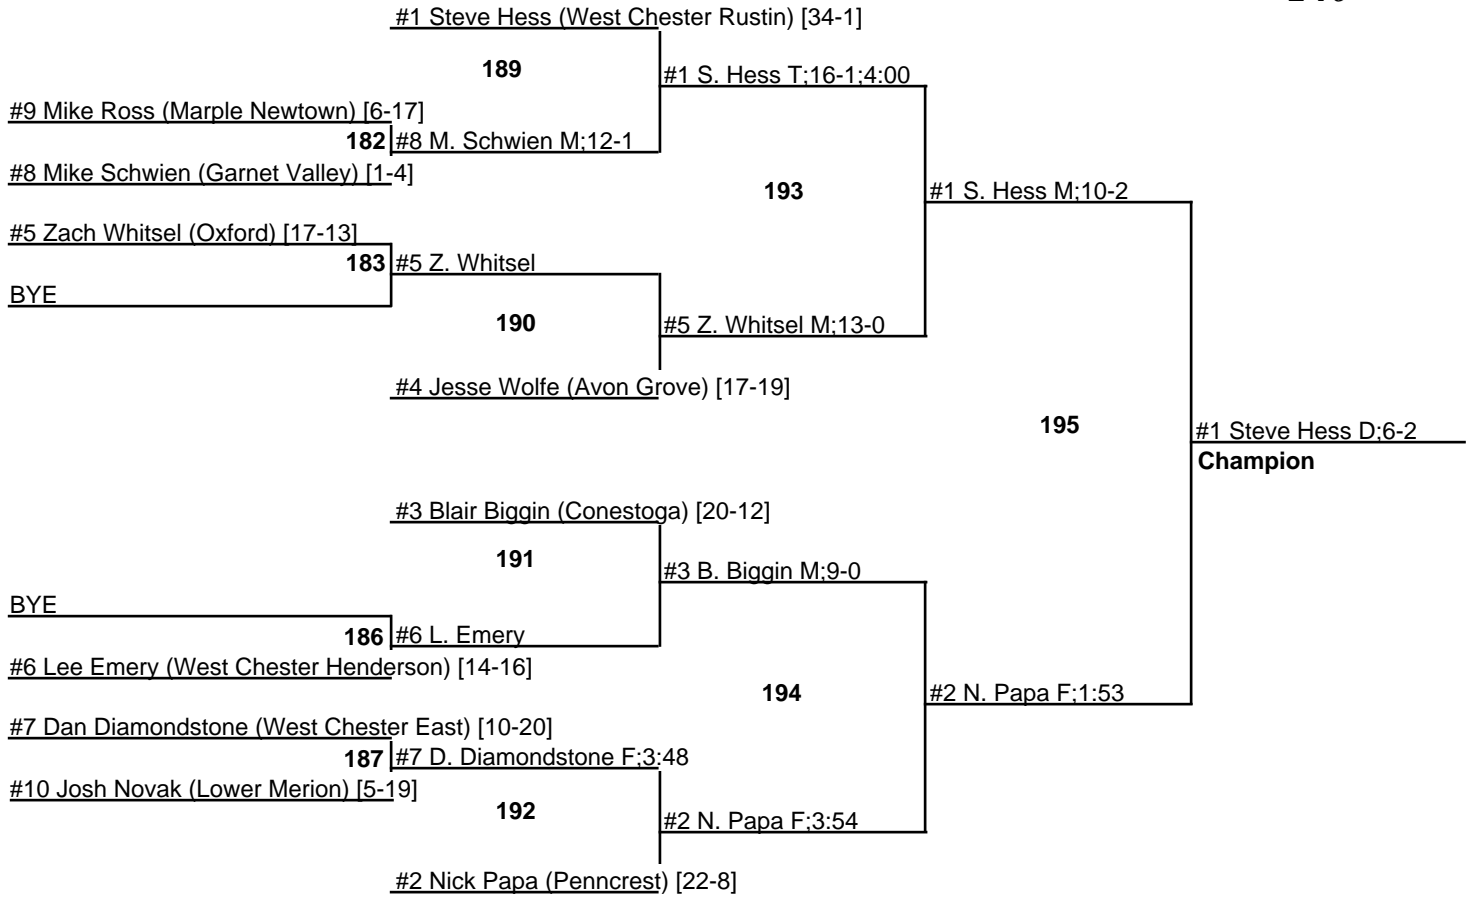 #1 Steve Hess (West Chester Rustin) [34-1]
189
#1 S. Hess T;16-1;4:00
#9 Mike Ross (Marple Newtown) [6-17]
182 #8 M. Schwien M;12-1
#8 Mike Schwien (Garnet Valley) [1-4]
193
#1 S. Hess M;10-2
#5 Zach Whitsel (Oxford) [17-13]
183 #5 Z. Whitsel
BYE
190
#5 Z. Whitsel M;13-0
#4 Jesse Wolfe (Avon Grove) [17-19]
195
#1 Steve Hess D;6-2
Champion
#3 Blair Biggin (Conestoga) [20-12]
191
#3 B. Biggin M;9-0
BYE
186 #6 L. Emery
#6 Lee Emery (West Chester Henderson) [14-16]
194
#2 N. Papa F;1:53
#7 Dan Diamondstone (West Chester East) [10-20]
187 #7 D. Diamondstone F;3:48
#10 Josh Novak (Lower Merion) [5-19]
192
#2 N. Papa F;3:54
#2 Nick Papa (Penncrest) [22-8]